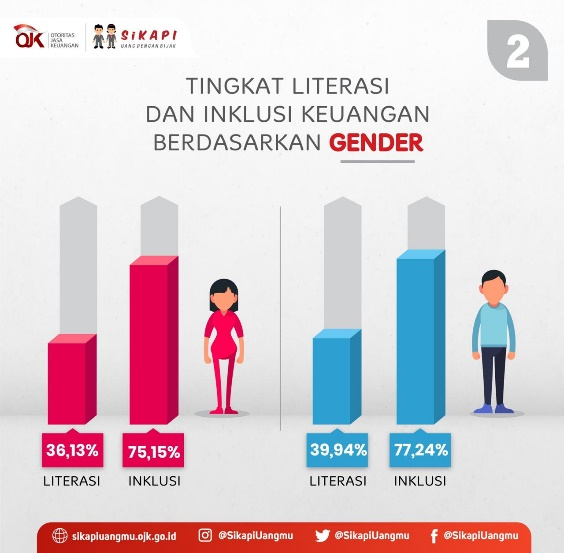 OJK
OTORITAS
JASA
KEUANGAN
SiKAPI
UANG DENGAN BIJAK
2
TINGKAT LITERASI
DAN INKLUSI KEUANGAN
BERDASARKAN GENDER
36,13%
75,15%
39,94%
77,24%
LITERASI
INKLUSI
LITERASI
INKLUSI
sikapiuangmu.ojk.go.id
@SikapiUangmu
@SikapiUangmu
@SikapiUangmu